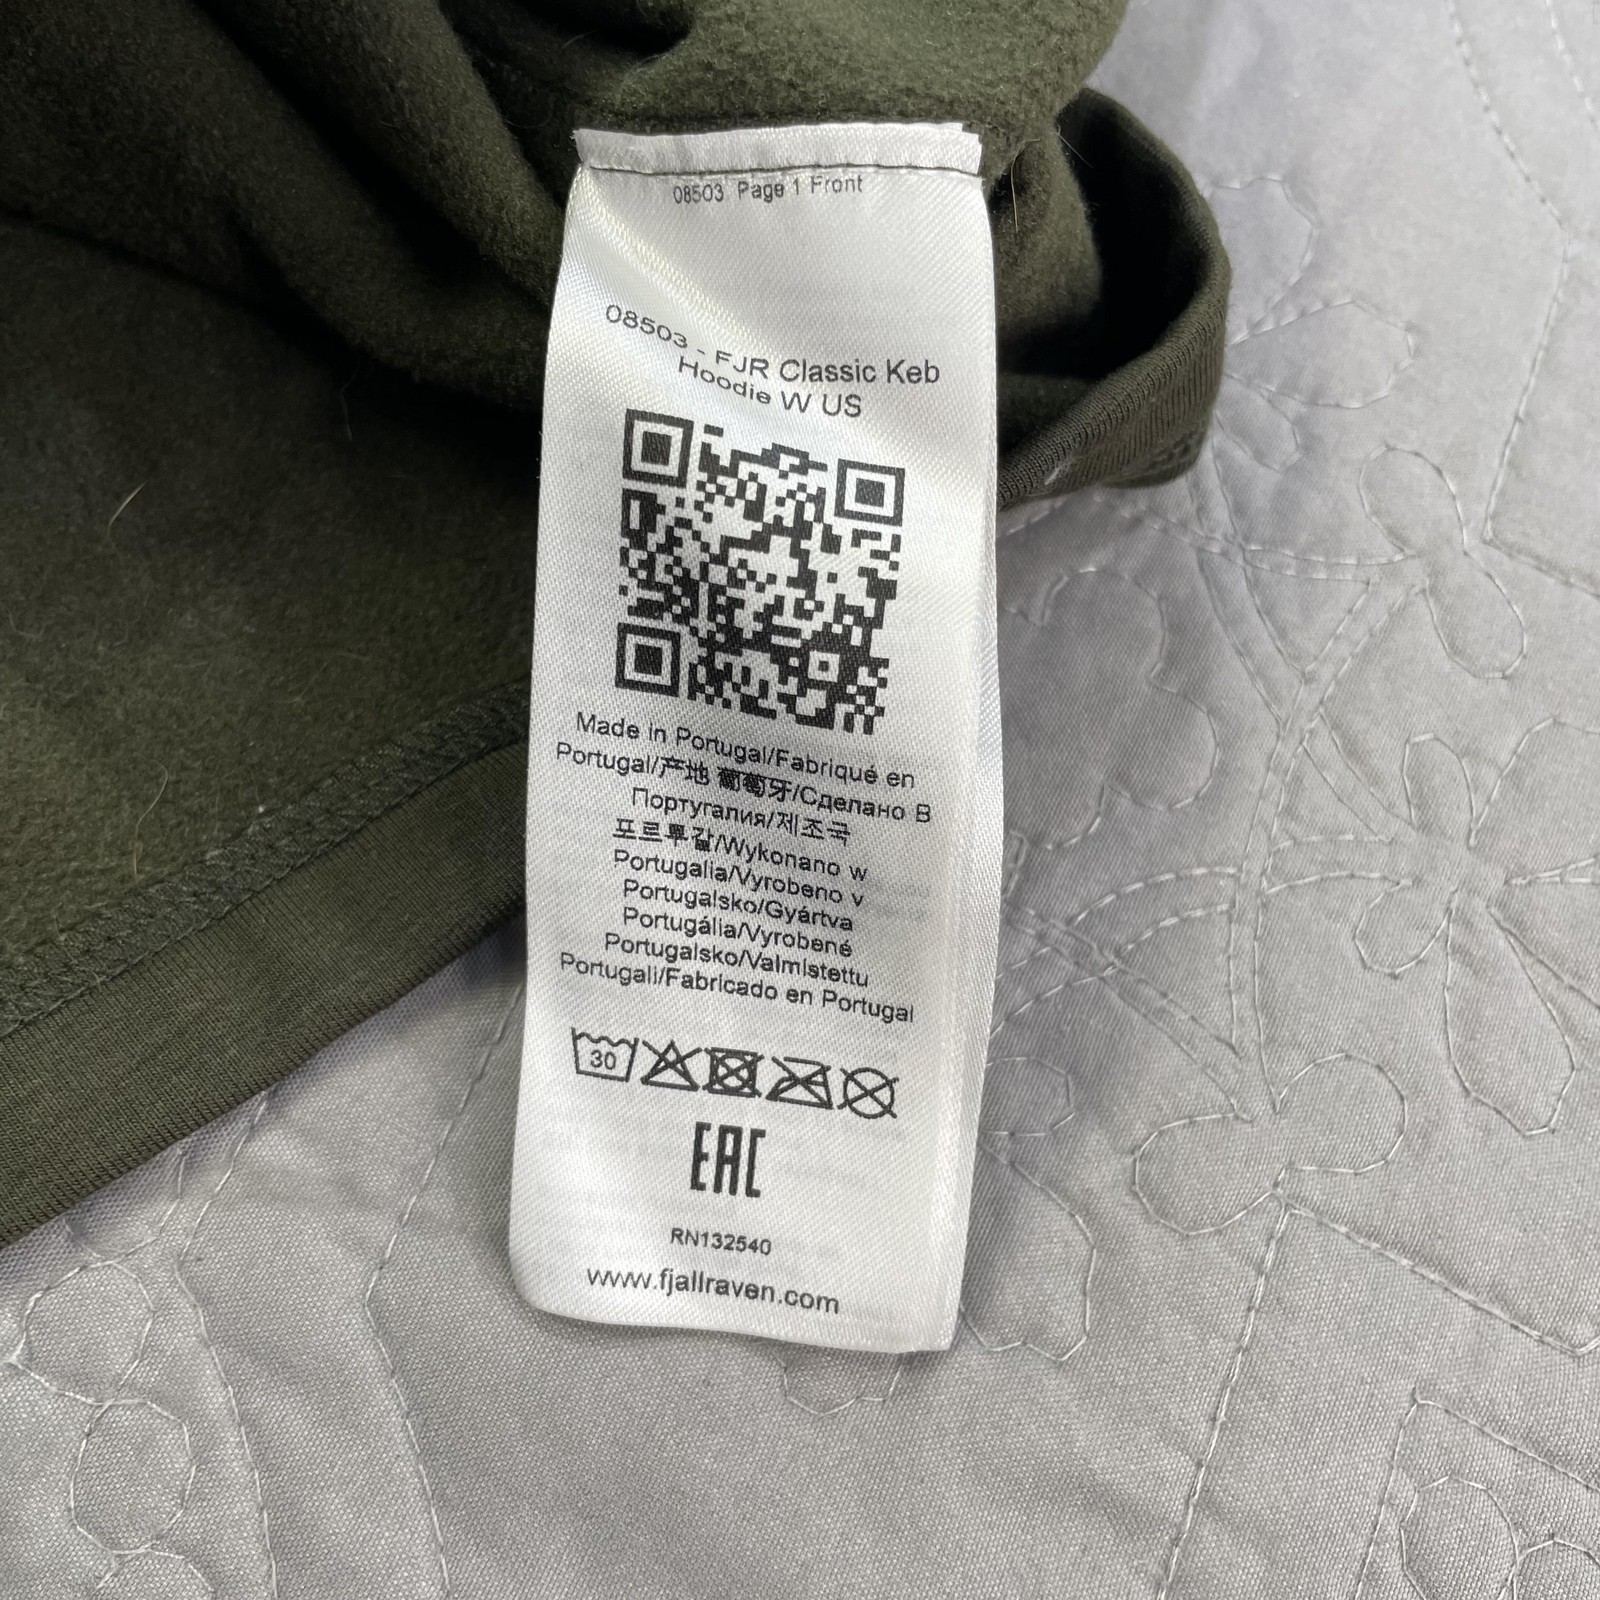 08503 Page 1 Front
08503 - FJR Classic Keb
Hoodie W US
Made in Portugal/Fabriqué en
Portugal/产地 葡萄牙/Сделано В
Португалия/제조국
포르투갈/Wykonano w
Portugalia/Vyrobeno v
Portugalsko/Gyártva
Portugália/Vyrobené
Portugalsko/Valmistettu
Portugali/Fabricado en Portugal
30
EAC
RN132540
www.fjallraven.com